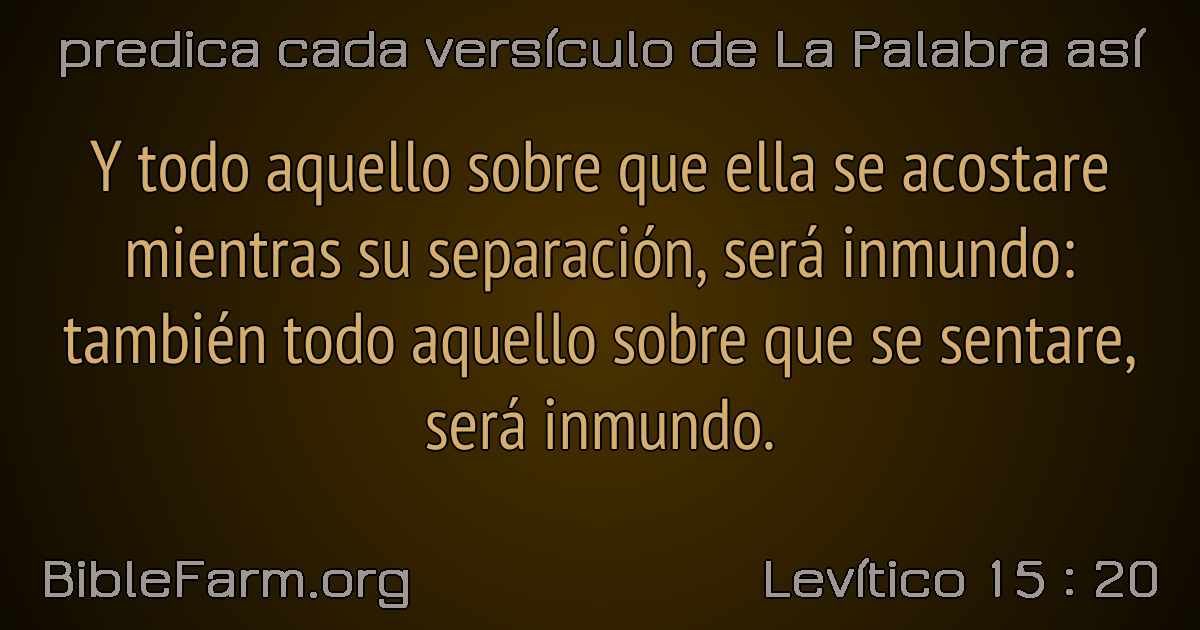 predica cada versículo de La Palabra así
Y todo aquello sobre que ella se acostare
mientras su separación, será inmundo:
también todo aquello sobre que se sentare,
será inmundo.
BibleFarm.org
Levítico 15 : 20